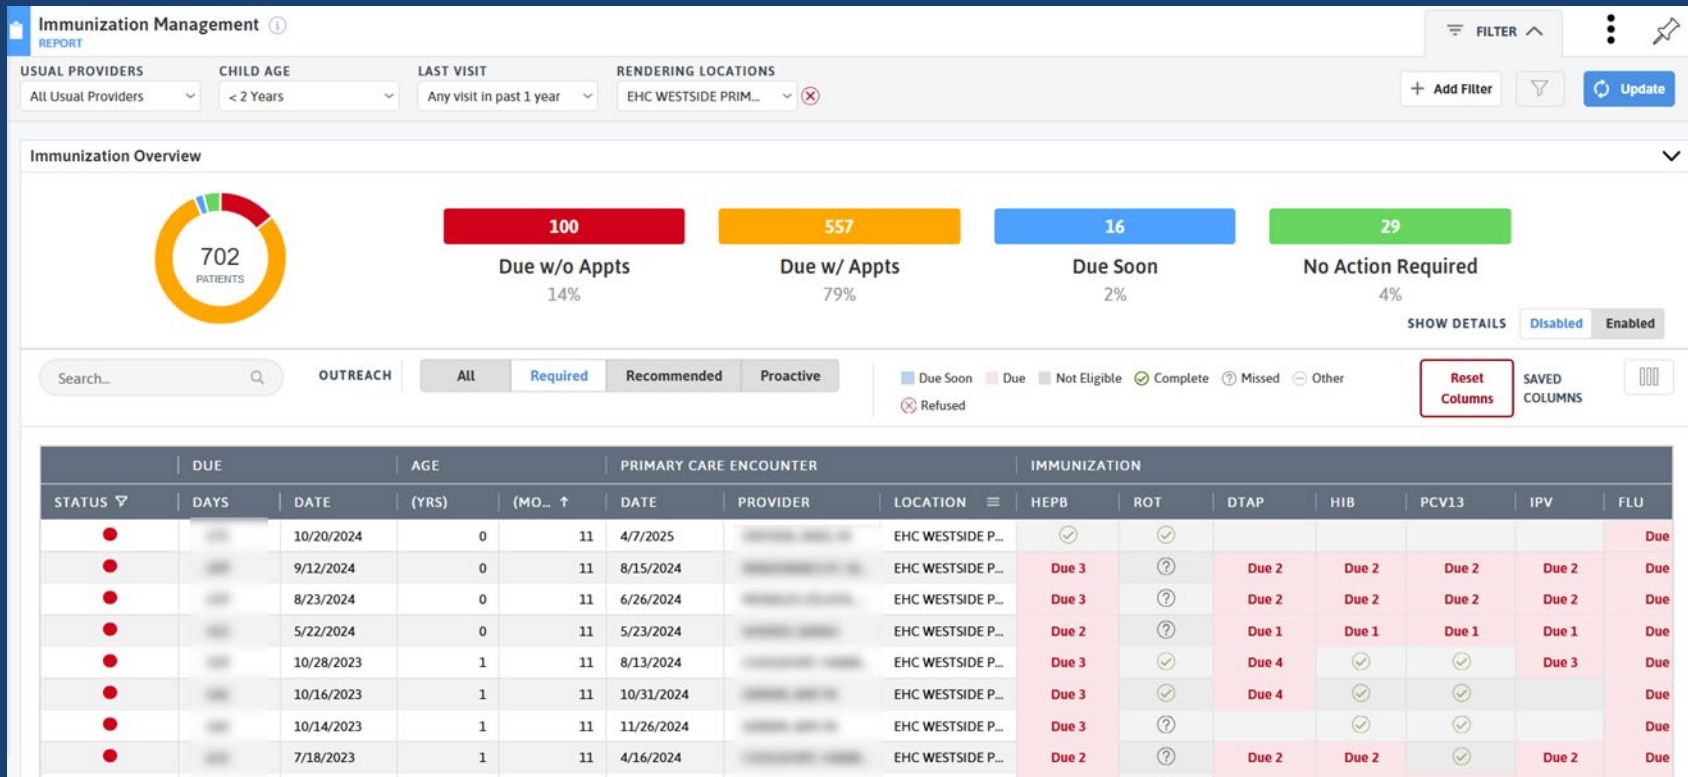 Immunization Management
REPORT
FILTER
USUAL PROVIDERS CHILD AGE LAST VISIT RENDERING LOCATIONS
All Usual Providers < 2 Years Any visit in past 1 year EHC WESTSIDE PRIM... + Add Filter Update
Immunization Overview
702
PATIENTS
100 557 16 29
Due w/o Appts Due w/ Appts Due Soon No Action Required
14% 79% 2% 4%
SHOW DETAILS Disabled Enabled
Search... OUTREACH All Required Recommended Proactive
Due Soon Due Not Eligible Complete Missed Other
Refused
Reset
Columns
SAVED
COLUMNS
DUE AGE PRIMARY CARE ENCOUNTER IMMUNIZATION
STATUS DAYS DATE (YRS) (MO... ↑ DATE PROVIDER LOCATION HEPB ROT DTAP HIB PCV13 IPV FLU
10/20/2024 0 11 4/7/2025 EHC WESTSIDE P... Due
9/12/2024 0 11 8/15/2024 EHC WESTSIDE P... Due 3 Due 2 Due 2 Due 2 Due 2 Due
8/23/2024 0 11 6/26/2024 EHC WESTSIDE P... Due 3 Due 2 Due 2 Due 2 Due 2 Due
5/22/2024 0 11 5/23/2024 EHC WESTSIDE P... Due 2 Due 1 Due 1 Due 1 Due 1 Due
10/28/2023 1 11 8/13/2024 EHC WESTSIDE P... Due 3 Due 4 Due 3 Due
10/16/2023 1 11 10/31/2024 EHC WESTSIDE P... Due 3 Due 4 Due
10/14/2023 1 11 11/26/2024 EHC WESTSIDE P... Due 3 Due
7/18/2023 1 11 4/16/2024 EHC WESTSIDE P... Due 2 Due 2 Due 2 Due 2 Due